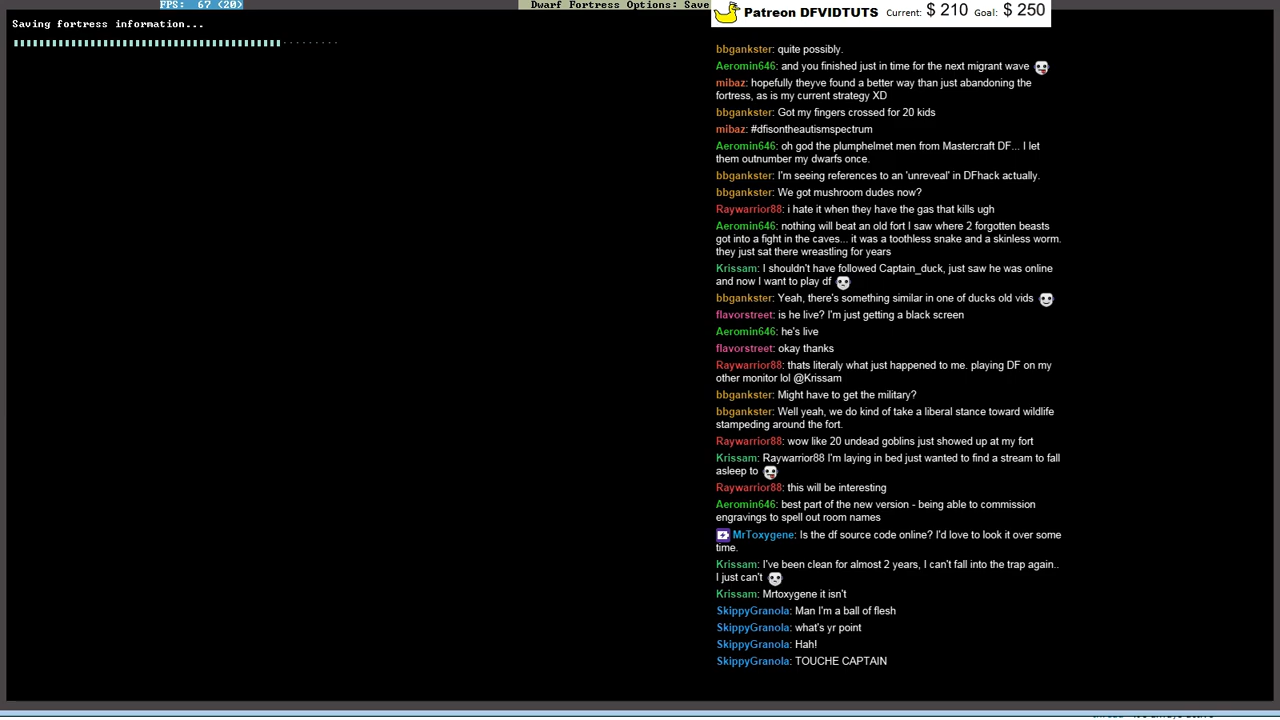 FPS: 67 (20)
Dwarf Fortress Options: Save
Patreon DFVIDTUTS Current: $ 210 Goal: $ 250
Saving fortress information...
bbgankster: quite possibly.
Aeromin646: and you finished just in time for the next migrant wave
mibaz: hopefully theyve found a better way than just abandoning the
fortress, as is my current strategy XD
bbgankster: Got my fingers crossed for 20 kids
mibaz: #dfisontheautismspectrum
Aeromin646: oh god the plumphelmet men from Mastercraft DF... I let
them outnumber my dwarfs once.
bbgankster: I'm seeing references to an 'unreveal' in DFhack actually.
bbgankster: We got mushroom dudes now?
Raywarrior88: i hate it when they have the gas that kills ugh
Aeromin646: nothing will beat an old fort I saw where 2 forgotten beasts
got into a fight in the caves... it was a toothless snake and a skinless worm.
they just sat there wreastling for years
Krissam: I shouldn't have followed Captain_duck, just saw he was online
and now I want to play df
bbgankster: Yeah, there's something similar in one of ducks old vids
flavorstreet: is he live? I'm just getting a black screen
Aeromin646: he's live
flavorstreet: okay thanks
Raywarrior88: thats literaly what just happened to me. playing DF on my
other monitor lol @Krissam
bbgankster: Might have to get the military?
bbgankster: Well yeah, we do kind of take a liberal stance toward wildlife
stampeding around the fort.
Raywarrior88: wow like 20 undead goblins just showed up at my fort
Krissam: Raywarrior88 I'm laying in bed just wanted to find a stream to fall
asleep to
Raywarrior88: this will be interesting
Aeromin646: best part of the new version - being able to commission
engravings to spell out room names
MrToxygene: Is the df source code online? I'd love to look it over some
time.
Krissam: I've been clean for almost 2 years, I can't fall into the trap again..
I just can't
Krissam: Mrtoxygene it isn't
SkippyGranola: Man I'm a ball of flesh
SkippyGranola: what's yr point
SkippyGranola: Hah!
SkippyGranola: TOUCHE CAPTAIN